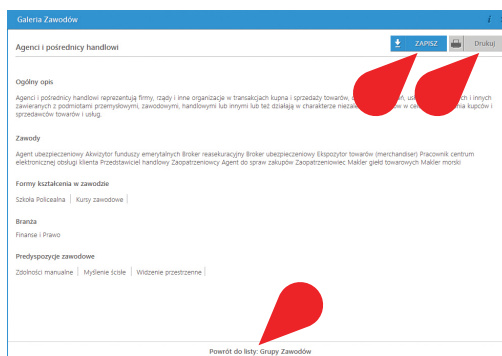 Galeria Zawodów
i
Agenci i pośrednicy handlowi
ZAPISZ
Drukuj
Ogólny opis
Agenci i pośrednicy handlowi reprezentują firmy, rządy i inne organizacje w transakcjach kupna i sprzedaży towarów, i innych
zawieranych z podmiotami przemysłowymi, zawodowymi, handlowymi lub innymi lub też działają w charakterze w kupców i
sprzedawców towarów i usług.
Zawody
Agent ubezpieczeniowy Akwizytor funduszy emerytalnych Broker reasekuracyjny Broker ubezpieczeniowy Ekspozytor towarów (merchandiser) Pracownik centrum
elektronicznej obsługi klienta Przedstawiciel handlowy Zaopatrzeniowcy Agent do spraw zakupów Zaopatrzeniowiec Makler giełd towarowych Makler morski
Formy kształcenia w zawodzie
Szkoła Policealna | Kursy zawodowe |
Branża
Finanse i Prawo
Predyspozycje zawodowe
Zdolności manualne | Myślenie ścisłe | Widzenie przestrzenne |
Powrót do listy: Grupy Zawodów